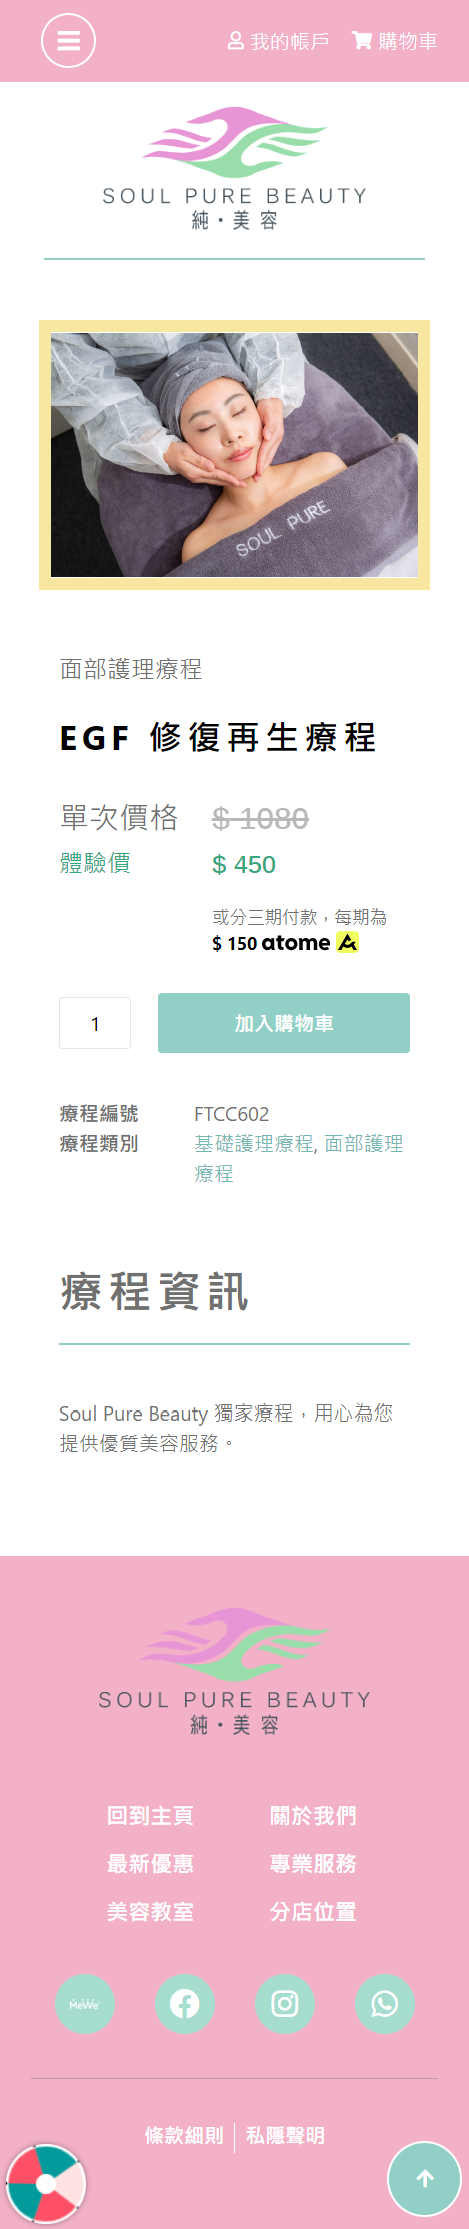 我的帳戶 購物車
SOUL PURE BEAUTY
純・美 容
SOUL PURE
面部護理療程
EGF 修復再生療程
單次價格 $ 1080
體驗價 $ 450
或分三期付款，每期為
$ 150 atome
1 加入購物車
療程編號 FTCC602
療程類別 基礎護理療程, 面部護理
療程
療程資訊
Soul Pure Beauty 獨家療程，用心為您
提供優質美容服務。
SOUL PURE BEAUTY
純・美 容
回到主頁 關於我們
最新優惠 專業服務
美容教室 分店位置
MeWe
條款細則 私隱聲明